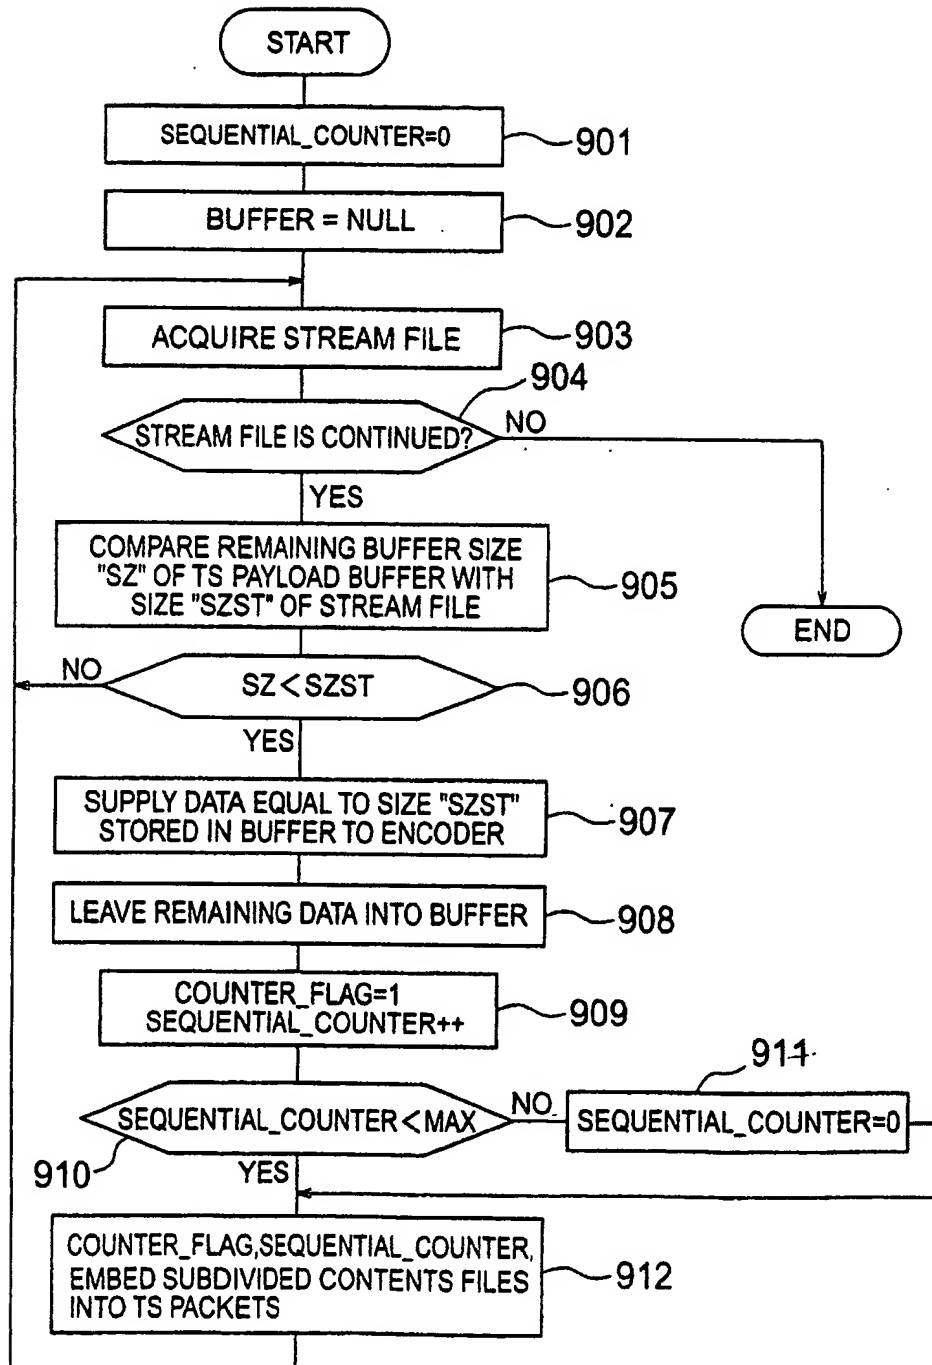 START
SEQUENTIAL_COUNTER=0
901
BUFFER = NULL
902
ACQUIRE STREAM FILE
903
904
STREAM FILE IS CONTINUED?
NO
YES
COMPARE REMAINING BUFFER SIZE
"SZ" OF TS PAYLOAD BUFFER WITH
SIZE "SZST" OF STREAM FILE
905
END
NO
SZ<SZST
906
YES
SUPPLY DATA EQUAL TO SIZE "SZST"
STORED IN BUFFER TO ENCODER
907
LEAVE REMAINING DATA INTO BUFFER
908
COUNTER_FLAG=1
SEQUENTIAL_COUNTER++
909
911
SEQUENTIAL_COUNTER<MAX
NO
SEQUENTIAL_COUNTER=0
910
YES
COUNTER_FLAG,SEQUENTIAL_COUNTER,
EMBED SUBDIVIDED CONTENTS FILES
INTO TS PACKETS
912